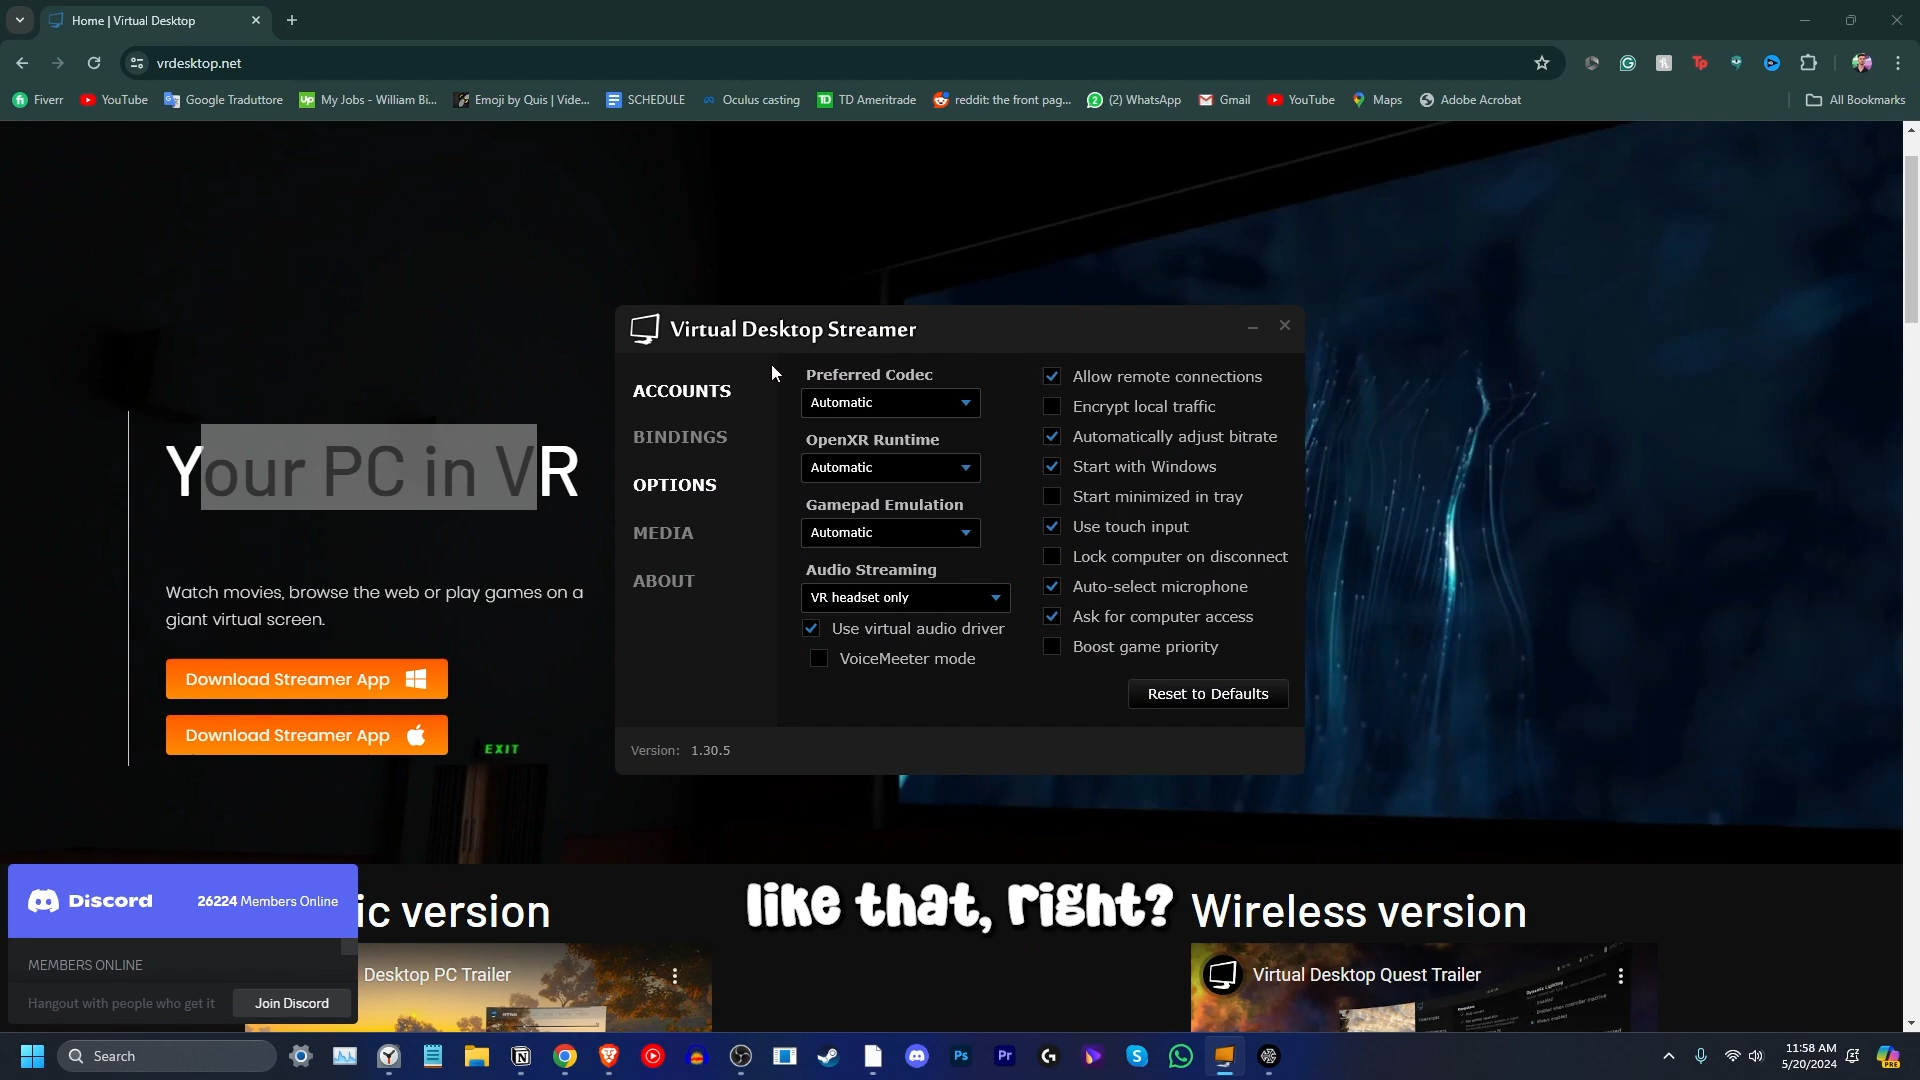 Home | Virtual Desktop
vrdesktop.net
Fiverr
YouTube
Google Traduttore
My Jobs - William Bi...
Emoji by Quis | Vide...
SCHEDULE
Oculus casting
TD Ameritrade
reddit: the front pag...
(2) WhatsApp
Gmail
YouTube
Maps
Adobe Acrobat
All Bookmarks
Your PC in VR
Watch movies, browse the web or play games on a
giant virtual screen.
Download Streamer App
Download Streamer App
EXIT
Virtual Desktop Streamer
ACCOUNTS
BINDINGS
OPTIONS
MEDIA
ABOUT
Preferred Codec
Automatic
OpenXR Runtime
Automatic
Gamepad Emulation
Automatic
Audio Streaming
VR headset only
Use virtual audio driver
VoiceMeeter mode
Allow remote connections
Encrypt local traffic
Automatically adjust bitrate
Start with Windows
Start minimized in tray
Use touch input
Lock computer on disconnect
Auto-select microphone
Ask for computer access
Boost game priority
Reset to Defaults
Version: 1.30.5
Discord
26224 Members Online
MEMBERS ONLINE
Hangout with people who get it
Join Discord
ic version
like that, right?
Wireless version
Desktop PC Trailer
Virtual Desktop Quest Trailer
Search
11:58 AM
5/20/2024